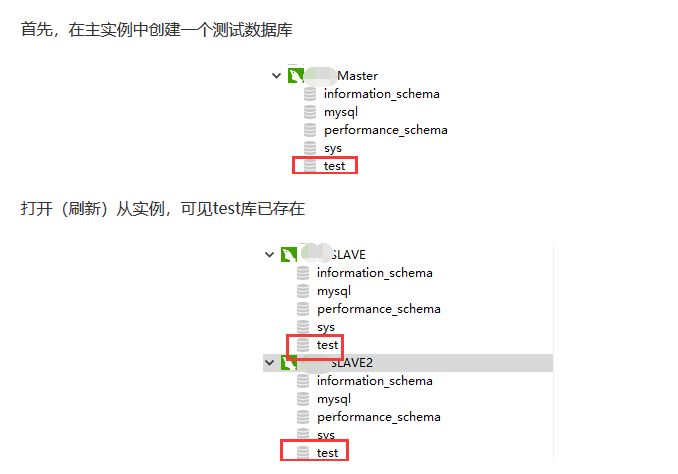 首先，在主实例中创建一个测试数据库
Master
information_schema
mysql
performance_schema
sys
test
打开（刷新）从实例，可见test库已存在
SLAVE
information_schema
mysql
performance_schema
sys
test
SLAVE2
information_schema
mysql
performance_schema
sys
test